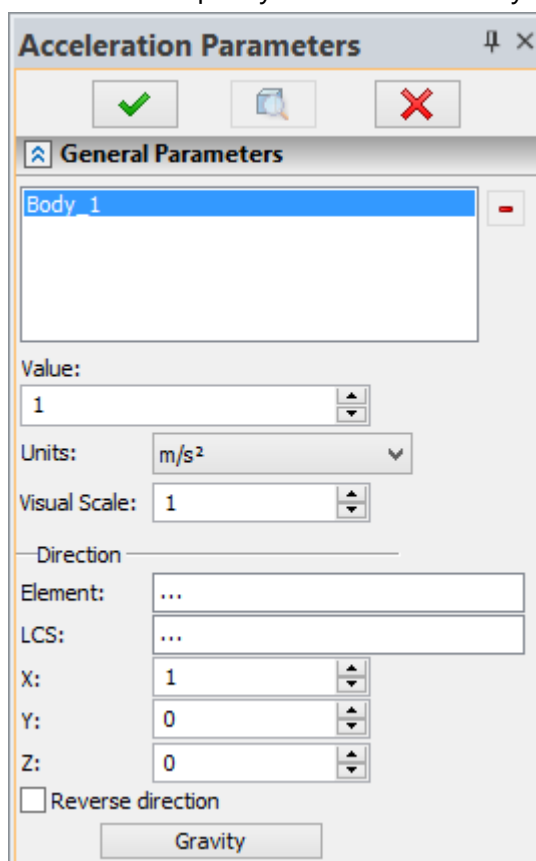 Acceleration Parameters
General Parameters
Body_1
Value:
1
Units: m/s²
Visual Scale: 1
Direction
Element: ...
LCS: ...
X: 1
Y: 0
Z: 0
Reverse direction
Gravity